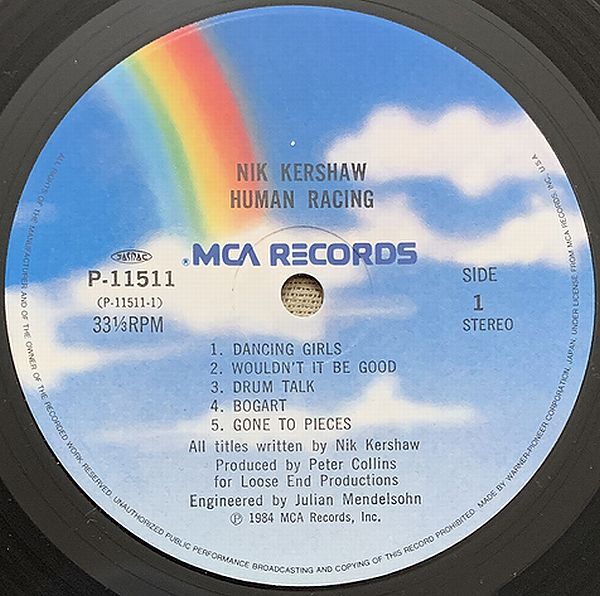 NIK KERSHAW
HUMAN RACING
JASRAC
®MCA RECORDS
P-11511
(P-11511-1)
33⅓RPM
SIDE
1
STEREO
1. DANCING GIRLS
2. WOULDN'T IT BE GOOD
3. DRUM TALK
4. BOGART
5. GONE TO PIECES
All titles written by Nik Kershaw
Produced by Peter Collins
for Loose End Productions
Engineered by Julian Mendelsohn
℗ 1984 MCA Records, Inc.
ALL RIGHTS OF THE MANUFACTURER AND OF THE OWNER OF THE RECORDED WORK RESERVED. UNAUTHORIZED PUBLIC PERFORMANCE BROADCASTING AND COPYING OF THIS RECORD PROHIBITED. MADE BY WARNER-PIONEER CORPORATION, JAPAN, UNDER LICENSE FROM MCA RECORDS, INC., U.S.A.